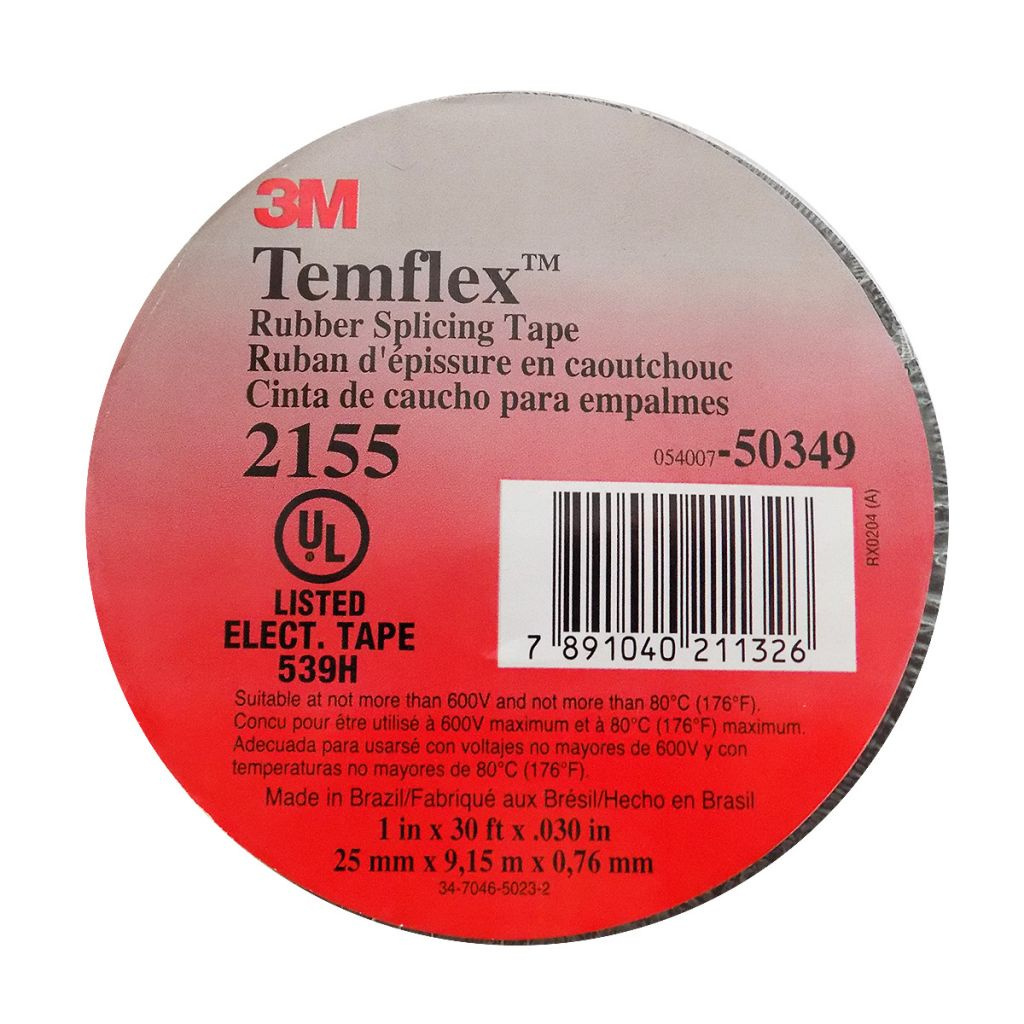 3M
Temflex™
Rubber Splicing Tape
Ruban d'épissure en caoutchouc
Cinta de caucho para empalmes
2155
054007-50349
RX0204 (A)
UL
®
LISTED
ELECT. TAPE
539H
7 891040 211326
Suitable at not more than 600V and not more than 80°C (176°F).
Concu pour être utilisé à 600V maximum et à 80°C (176°F) maximum.
Adecuada para usarsé con voltajes no mayores de 600V y con
temperaturas no mayores de 80°C (176°F).
Made in Brazil/Fabriqué aux Brésil/Hecho en Brasil
1 in x 30 ft x .030 in
25 mm x 9,15 m x 0,76 mm
34-7046-5023-2